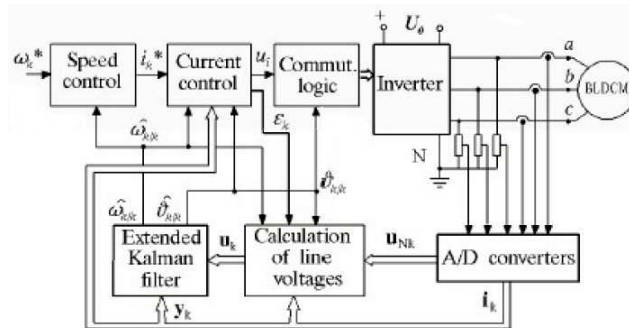 + U₀ a
ω_k* Speed control i_k* Current control u_i Commut. logic Inverter b BLDCM
c
ω̂_k/k ε_k N
ω̂_k/k ϑ̂_k/k ϑ̂_k/k
Extended Kalman filter u_k Calculation of line voltages u_Nk A/D converters
y_k i_k